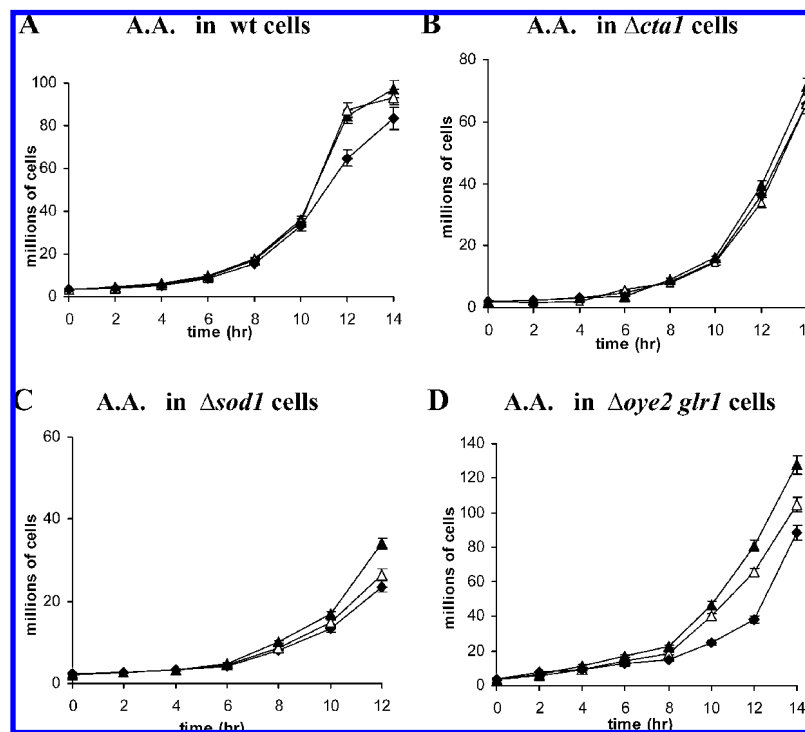 A A.A. in wt cells
millions of cells
100
80
60
40
20
0
0 2 4 6 8 10 12 14
time (hr)
B A.A. in Δcta1 cells
millions of cells
80
60
40
20
0
0 2 4 6 8 10 12
time (hr)
C A.A. in Δsod1 cells
millions of cells
60
40
20
0
0 2 4 6 8 10 12
time (hr)
D A.A. in Δoye2 glr1 cells
millions of cells
140
120
100
80
60
40
20
0
0 2 4 6 8 10 12 14
time (hr)